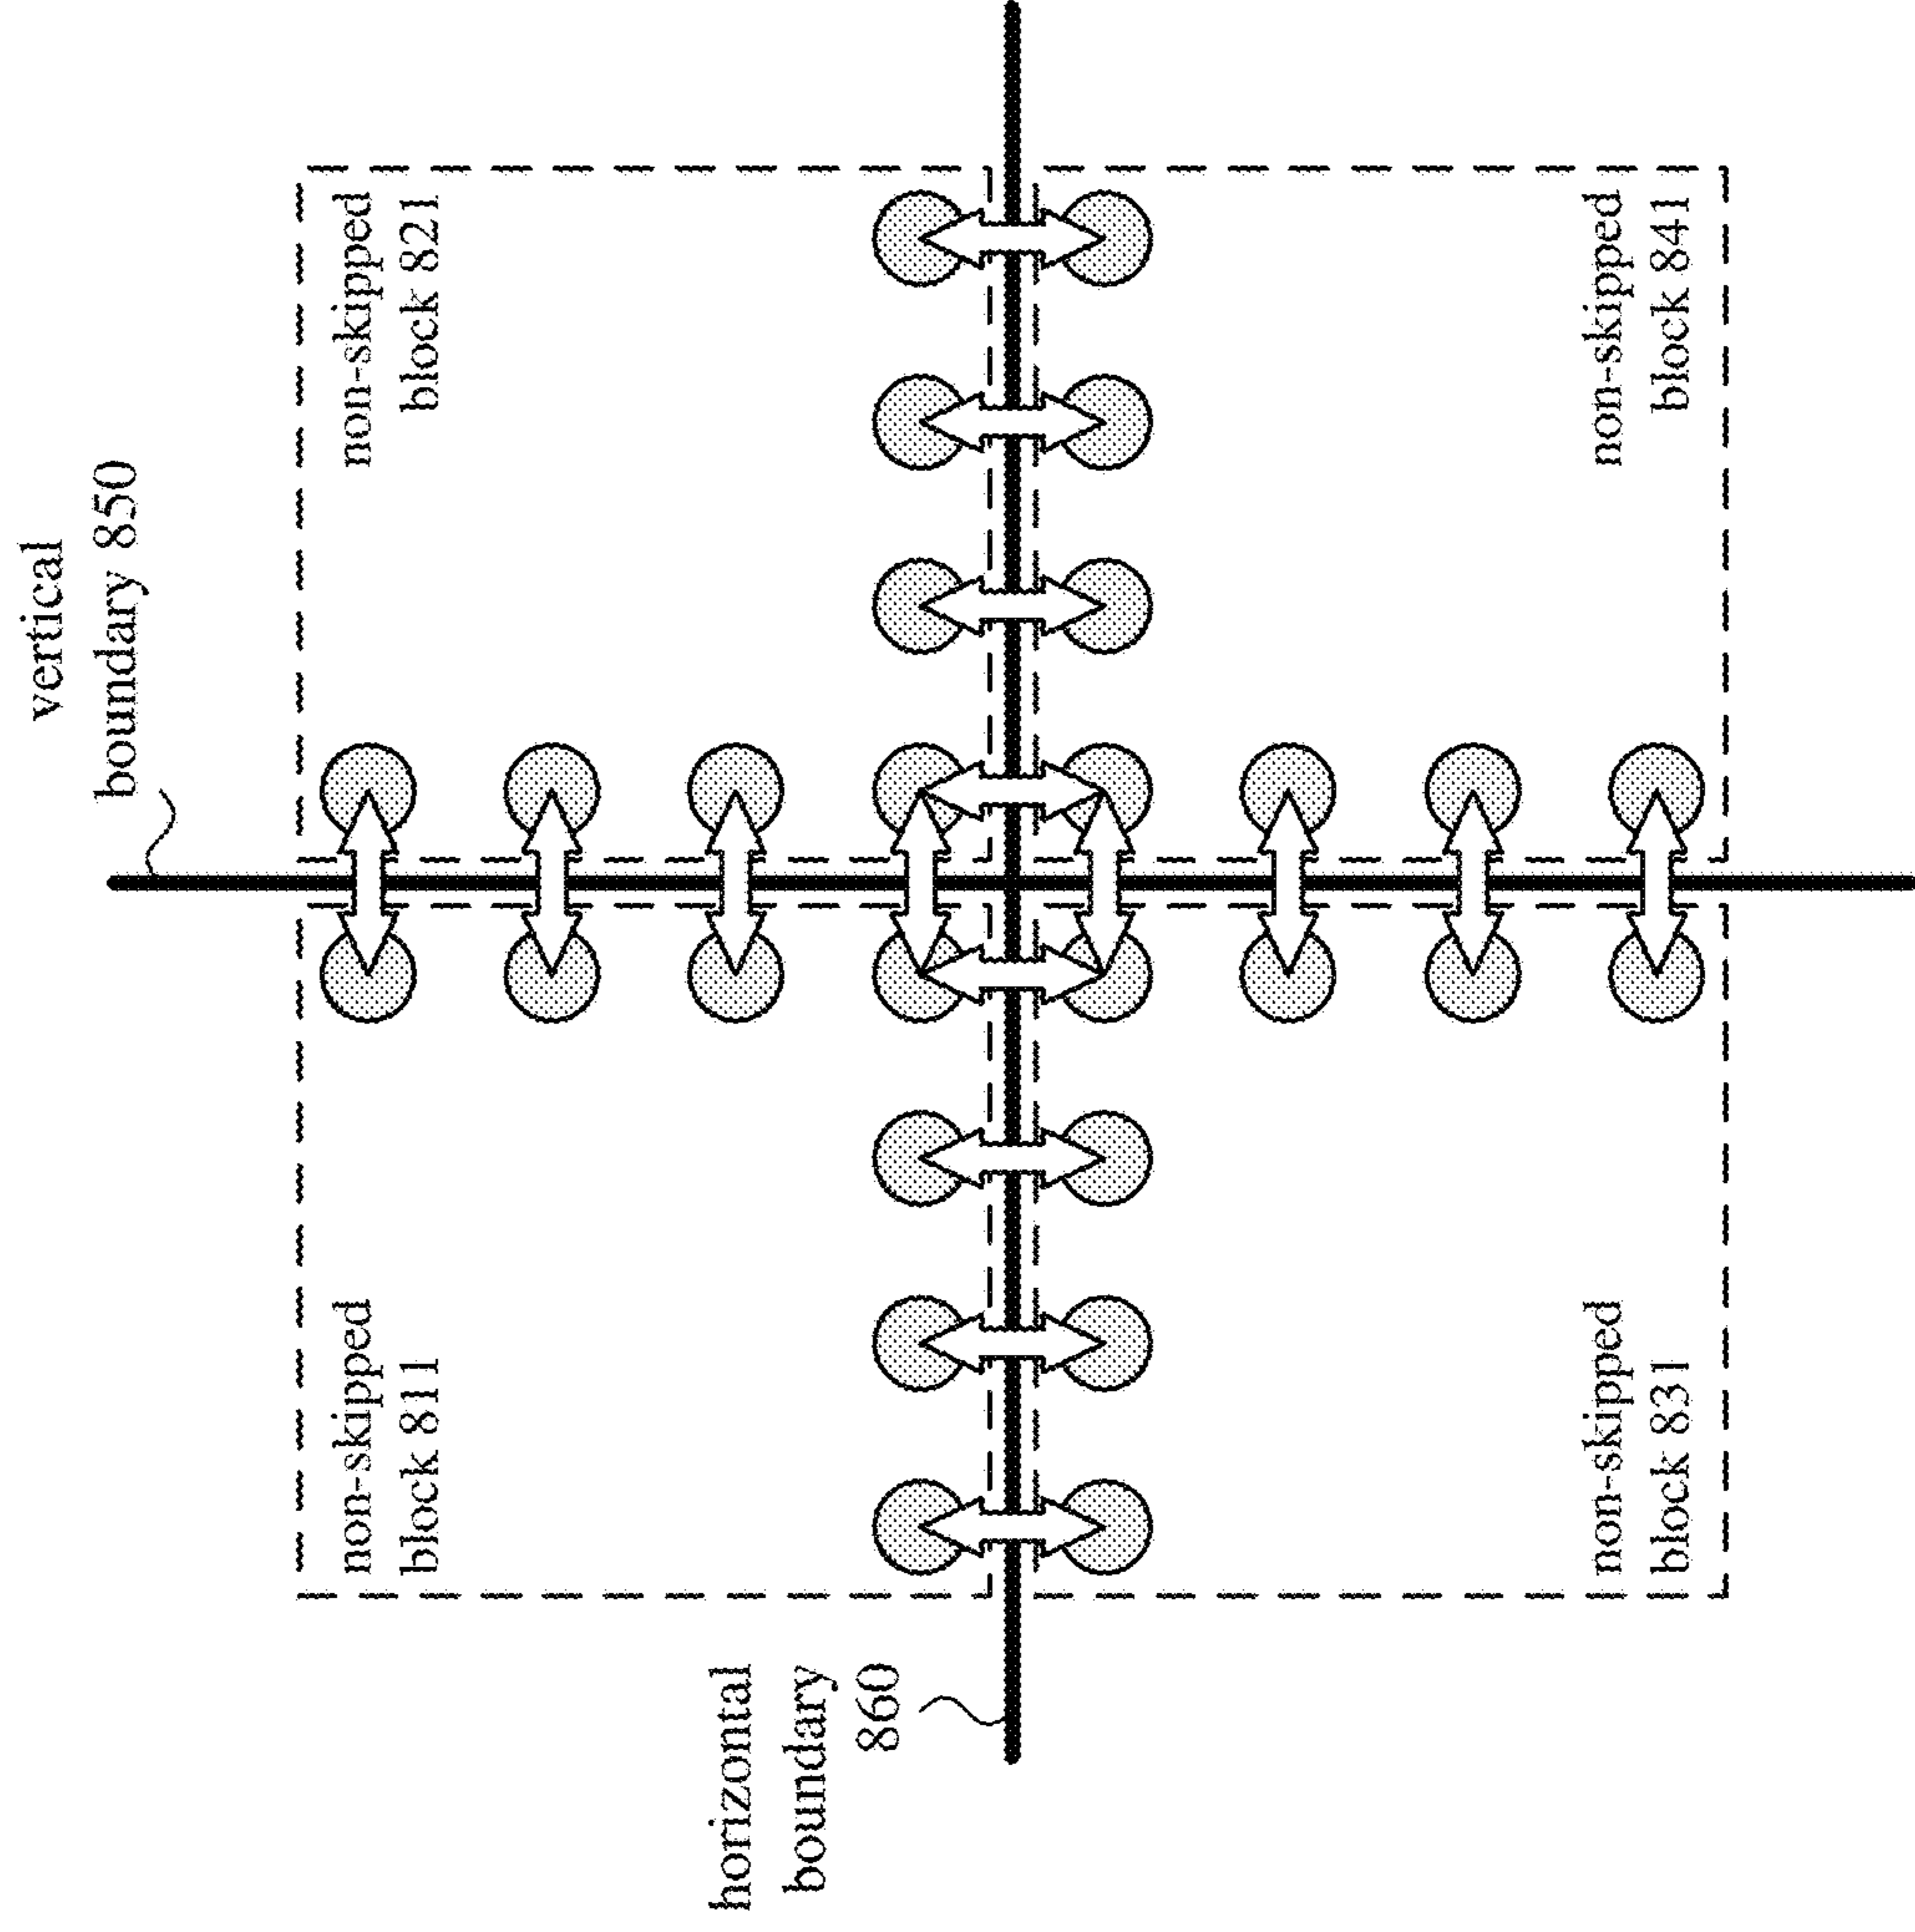 vertical
boundary 850
non-skipped
block 811
non-skipped
block 821
horizontal
boundary
860
non-skipped
block 831
non-skipped
block 841